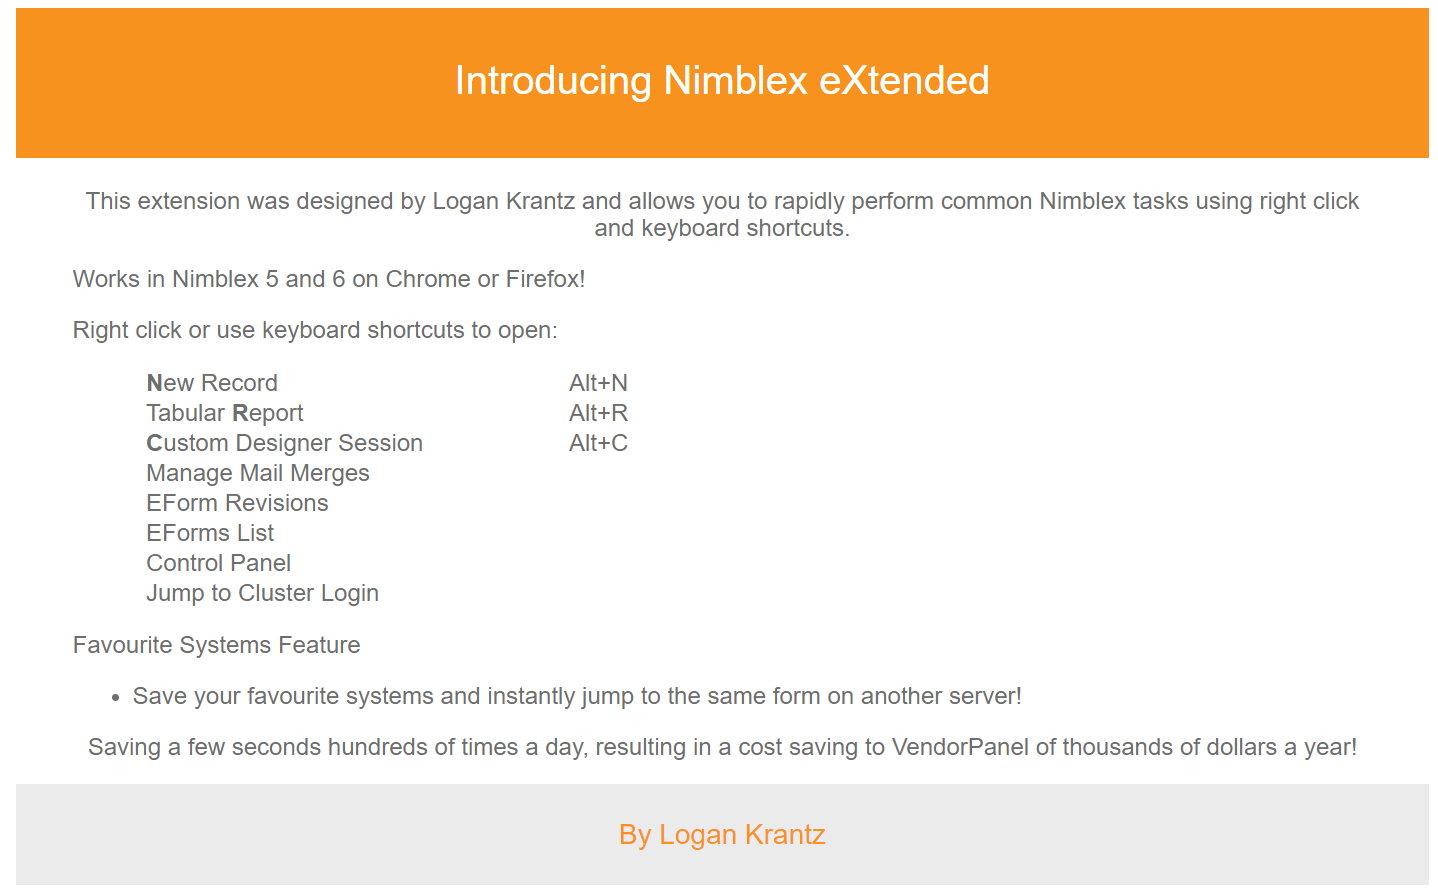 Introducing Nimblex eXtended
This extension was designed by Logan Krantz and allows you to rapidly perform common Nimblex tasks using right click
and keyboard shortcuts.
Works in Nimblex 5 and 6 on Chrome or Firefox!
Right click or use keyboard shortcuts to open:
New Record Alt+N
Tabular Report Alt+R
Custom Designer Session Alt+C
Manage Mail Merges
EForm Revisions
EForms List
Control Panel
Jump to Cluster Login
Favourite Systems Feature
• Save your favourite systems and instantly jump to the same form on another server!
Saving a few seconds hundreds of times a day, resulting in a cost saving to VendorPanel of thousands of dollars a year!
By Logan Krantz